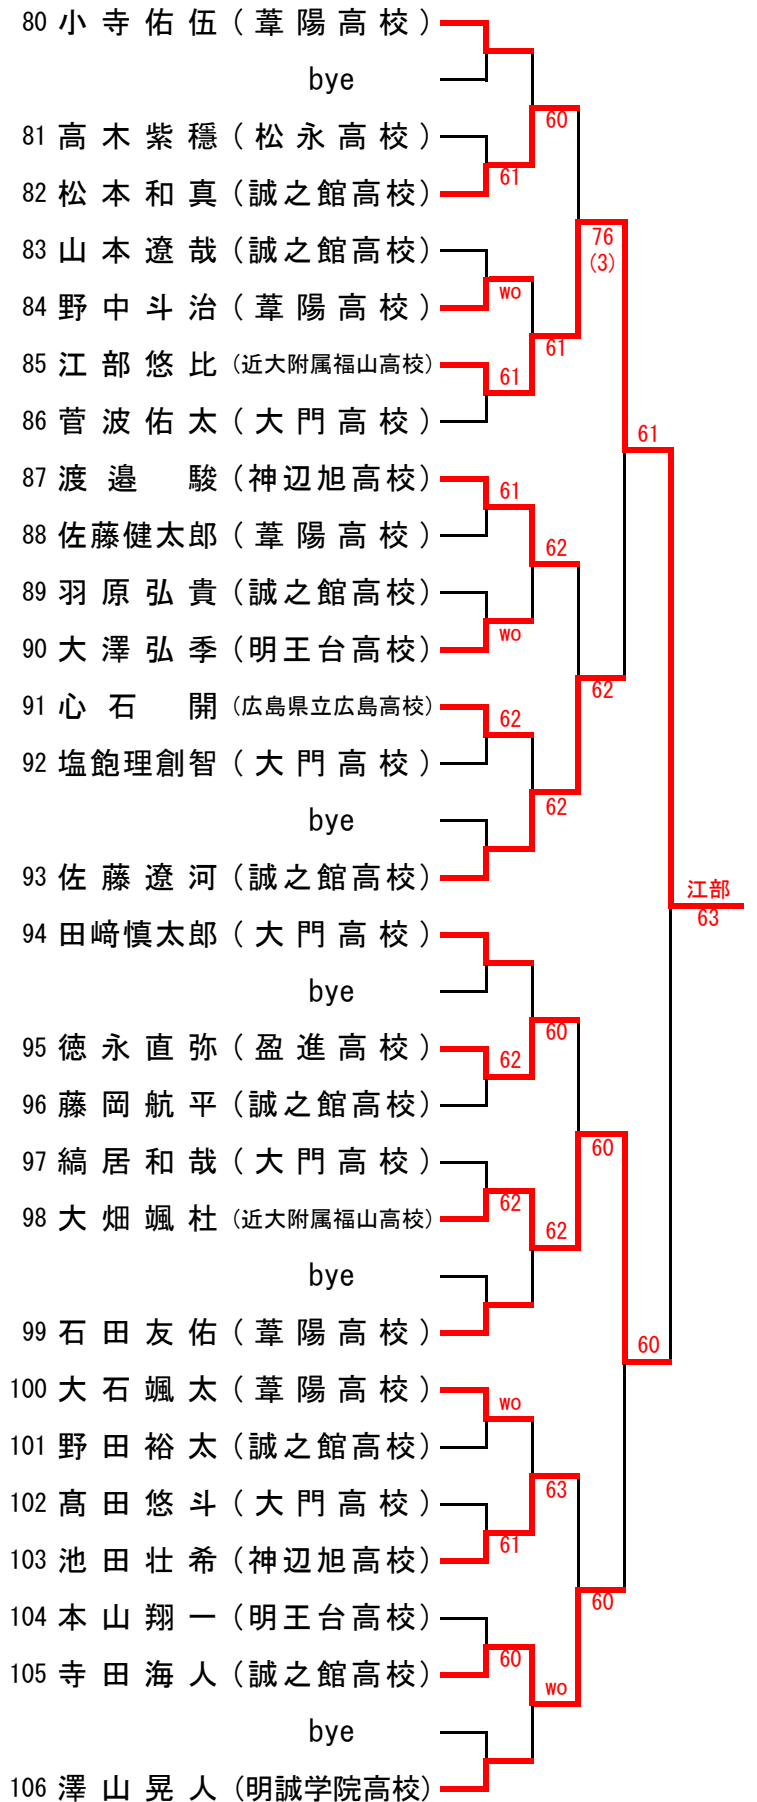 80 小寺佑伍（葦陽高校）
bye
60
81 高木紫穏（松永高校）
61
82 松本和真（誠之館高校）
76
(3)
83 山本遼哉（誠之館高校）
wo
84 野中斗治（葦陽高校）
61
85 江部悠比（近大附属福山高校）
61
86 菅波佑太（大門高校）
61
87 渡邉駿（神辺旭高校）
61
88 佐藤健太郎（葦陽高校）
62
89 羽原弘貴（誠之館高校）
wo
90 大澤弘季（明王台高校）
62
91 心石開（広島県立広島高校）
62
92 塩飽理創智（大門高校）
62
bye
93 佐藤遼河（誠之館高校）
江部
63
94 田﨑慎太郎（大門高校）
bye
60
95 徳永直弥（盈進高校）
62
96 藤岡航平（誠之館高校）
60
97 縞居和哉（大門高校）
62
98 大畑颯杜（近大附属福山高校）
62
bye
99 石田友佑（葦陽高校）
60
100 大石颯太（葦陽高校）
wo
101 野田裕太（誠之館高校）
63
102 髙田悠斗（大門高校）
61
103 池田壮希（神辺旭高校）
60
104 本山翔一（明王台高校）
60
105 寺田海人（誠之館高校）
wo
bye
106 澤山晃人（明誠学院高校）